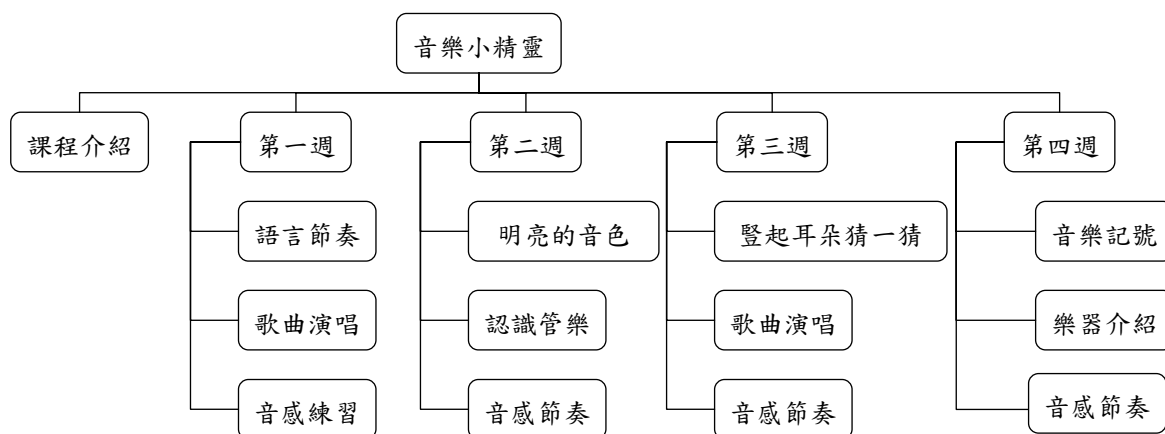 音樂小精靈
課程介紹
第一週
第二週
第三週
第四週
語言節奏
明亮的音色
豎起耳朵猜一猜
音樂記號
歌曲演唱
認識管樂
歌曲演唱
樂器介紹
音感練習
音感節奏
音感節奏
音感節奏